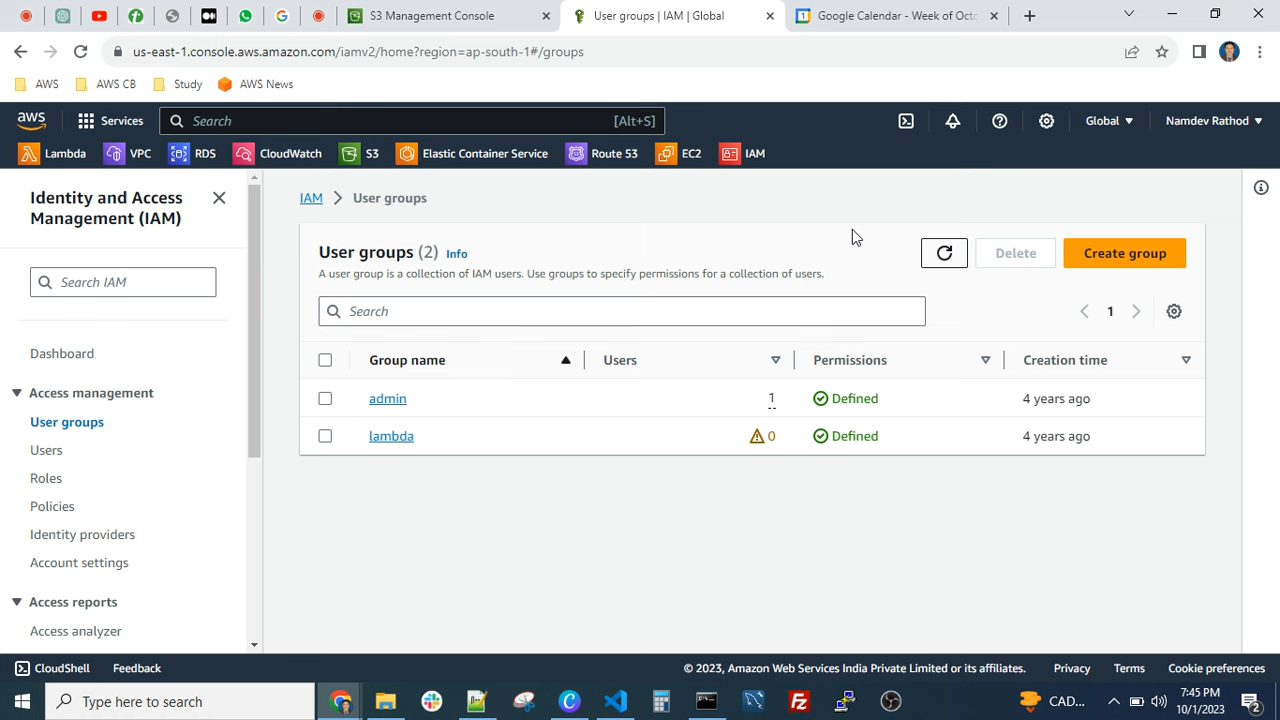 S3 Management Console
User groups | IAM | Global
Google Calendar - Week of Octo
us-east-1.console.aws.amazon.com/iamv2/home?region=ap-south-1#/groups
AWS
AWS CB
Study
AWS News
aws
Services
Search
[Alt+S]
Global
Namdev Rathod
Lambda
VPC
RDS
CloudWatch
S3
Elastic Container Service
Route 53
EC2
IAM
Identity and Access
Management (IAM)
Search IAM
Dashboard
Access management
User groups
Users
Roles
Policies
Identity providers
Account settings
Access reports
Access analyzer
IAM
User groups
User groups (2) Info
A user group is a collection of IAM users. Use groups to specify permissions for a collection of users.
Delete
Create group
Search
1
Group name
Users
Permissions
Creation time
admin
1
Defined
4 years ago
lambda
0
Defined
4 years ago
CloudShell
Feedback
© 2023, Amazon Web Services India Private Limited or its affiliates.
Privacy
Terms
Cookie preferences
Type here to search
CAD...
7:45 PM
10/1/2023
2